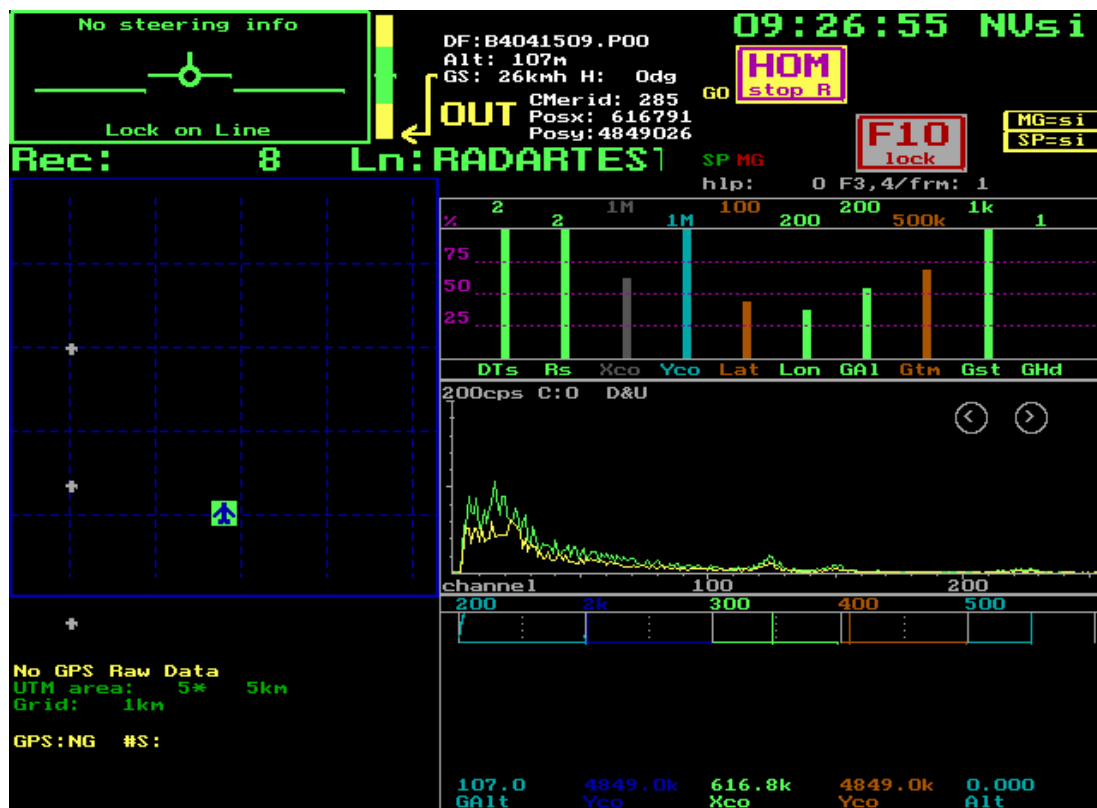 No steering info
Lock on Line
DF:B4041509.P00
Alt: 107m
GS: 26kmh H: 0dg
OUT
CMerid: 285
Posx: 616791
Posy:4849026
09:26:55 NVsi
GO
HOM
stop R
F10
lock
MG=si
SP=si
Rec: 8 Ln:RADARTEST
SP MG
hlp: 0 F3,4/frm: 1
% 2 2 1M 1M 100 200 200 500k 1k 1
75
50
25
DTs Rs Xco Yco Lat Lon GAl Gtm Gst GHd
200cps C:0 D&U
< >
channel 100 200
200 2k 300 400 500
No GPS Raw Data
UTM area: 5* 5km
Grid: 1km
GPS:NG #S:
107.0 4849.0k 616.8k 4849.0k 0.000
GAlt Yco Xco Yco Alt